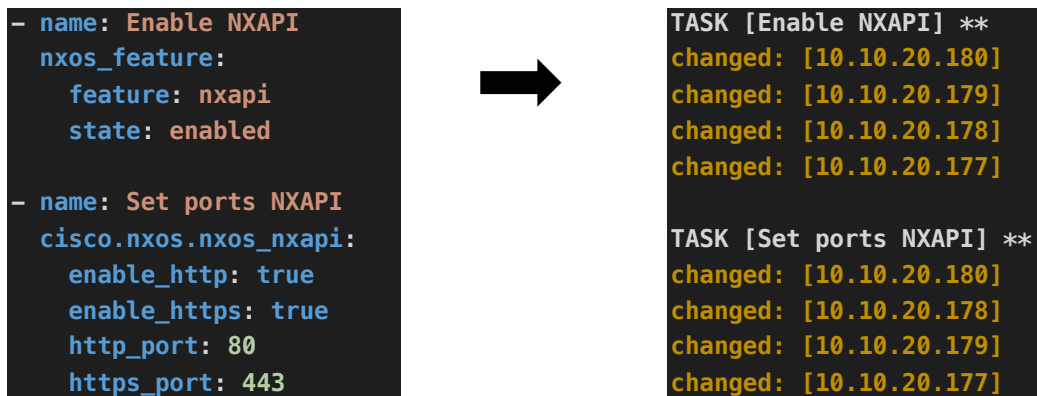 - name: Enable NXAPI
  nxos_feature:
    feature: nxapi
    state: enabled

- name: Set ports NXAPI
  cisco.nxos.nxos_nxapi:
    enable_http: true
    enable_https: true
    http_port: 80
    https_port: 443

TASK [Enable NXAPI] **
changed: [10.10.20.180]
changed: [10.10.20.179]
changed: [10.10.20.178]
changed: [10.10.20.177]

TASK [Set ports NXAPI] **
changed: [10.10.20.180]
changed: [10.10.20.178]
changed: [10.10.20.179]
changed: [10.10.20.177]